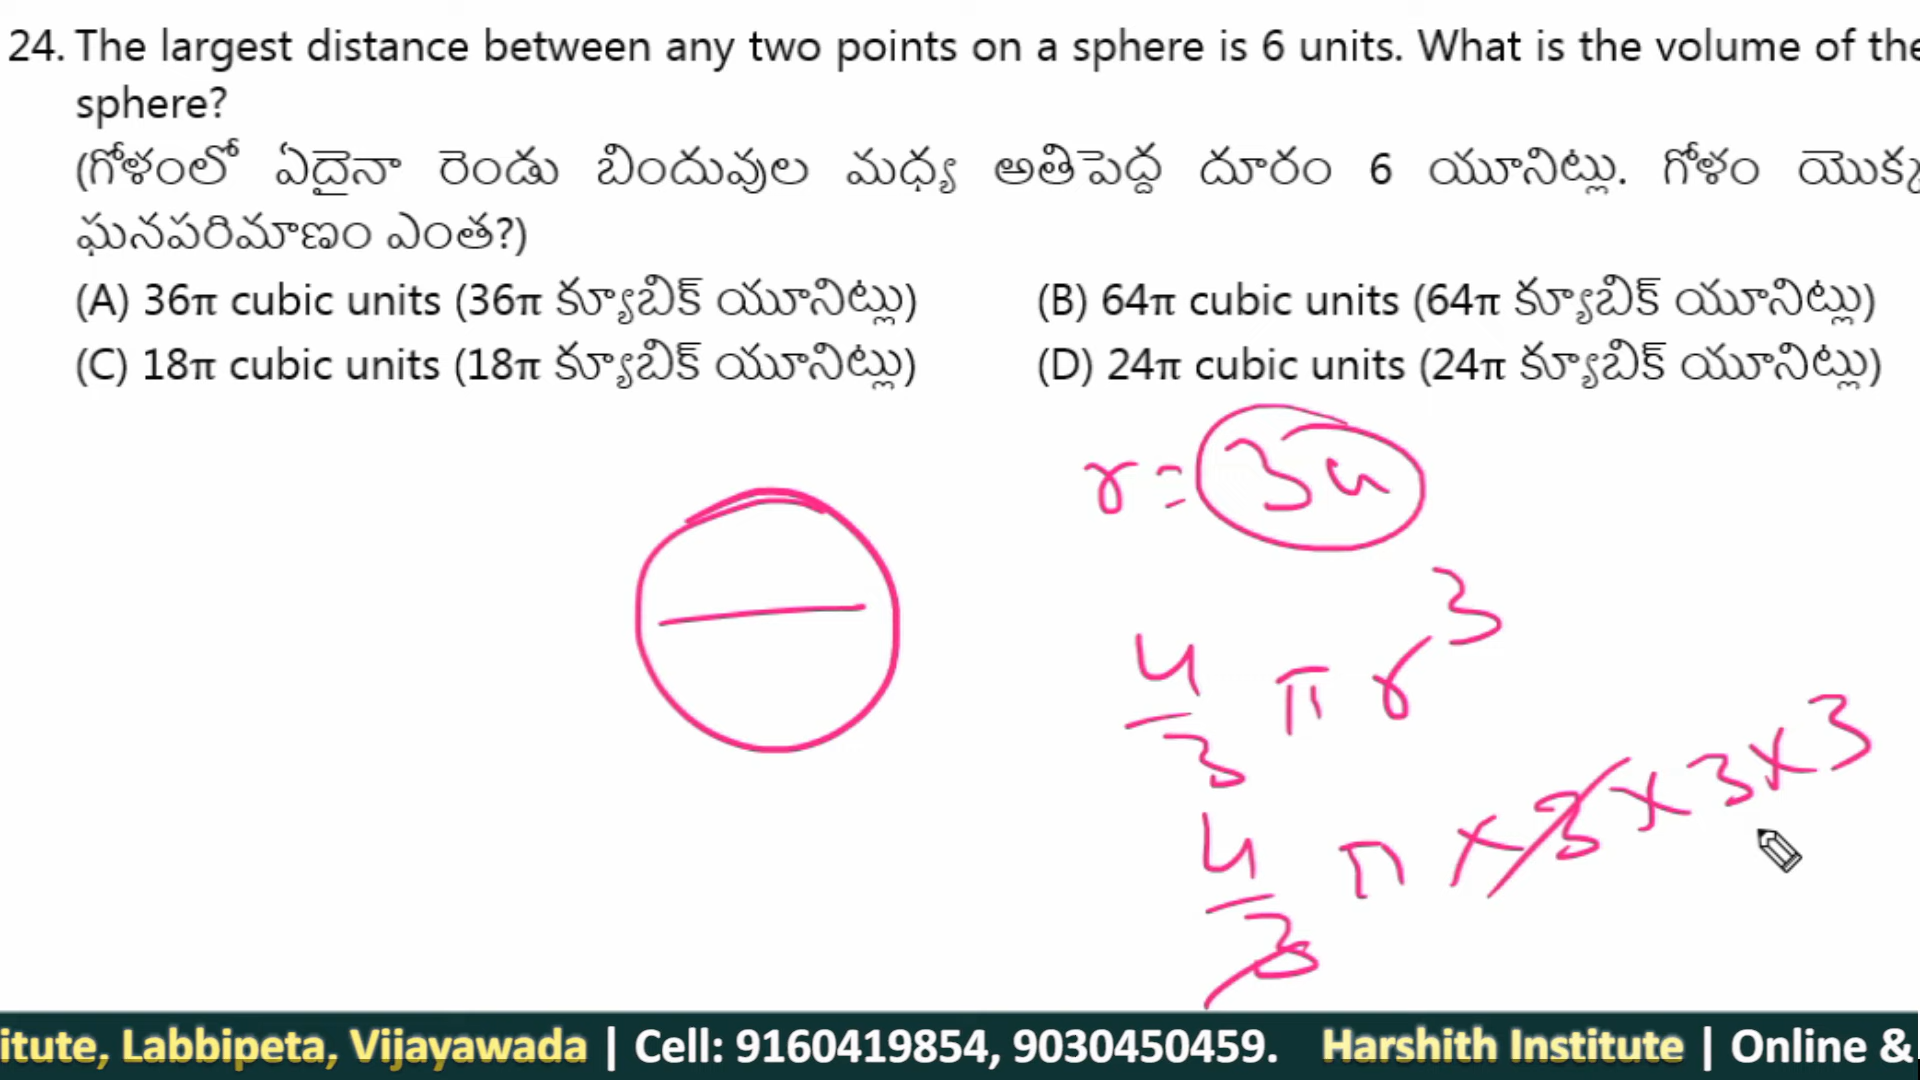 24. The largest distance between any two points on a sphere is 6 units. What is the volume of the
sphere?
(గోళంలో ఏదైనా రెండు బిందువుల మధ్య అతిపెద్ద దూరం 6 యూనిట్లు. గోళం యొక్క
ఘనపరిమాణం ఎంత?)
(A) 36π cubic units (36π క్యూబిక్ యూనిట్లు) (B) 64π cubic units (64π క్యూబిక్ యూనిట్లు)
(C) 18π cubic units (18π క్యూబిక్ యూనిట్లు) (D) 24π cubic units (24π క్యూబిక్ యూనిట్లు)
r = 3u
4/3 π r³
4/3 π × 3 × 3 × 3
itute, Labbipeta, Vijayawada | Cell: 9160419854, 9030450459. Harshith Institute | Online &